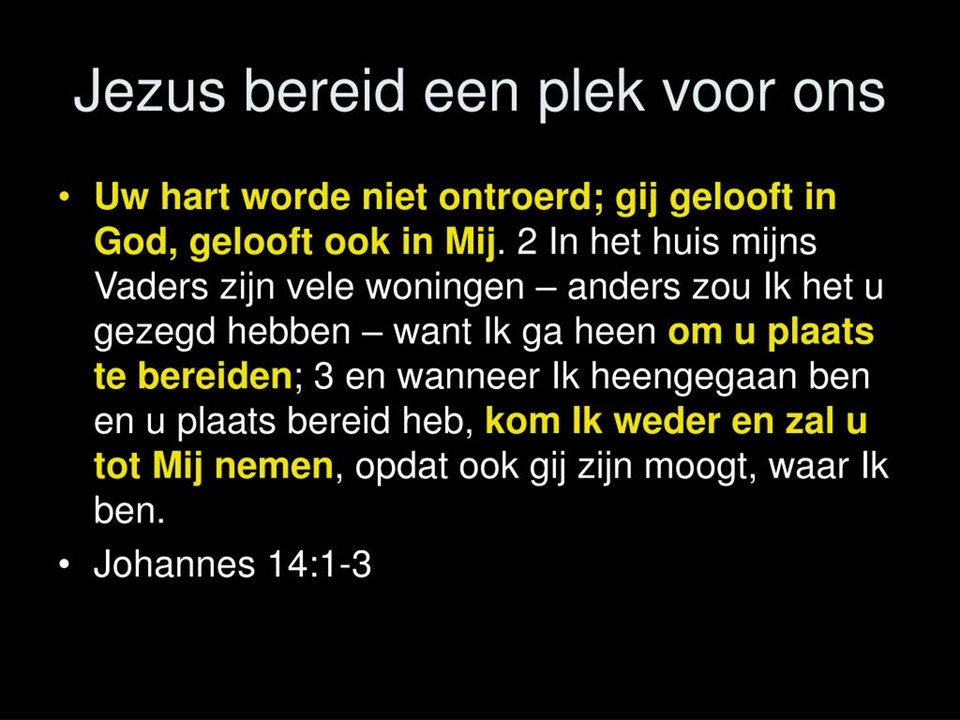 Jezus bereid een plek voor ons
• Uw hart worde niet ontroerd; gij gelooft in
God, gelooft ook in Mij. 2 In het huis mijns
Vaders zijn vele woningen – anders zou Ik het u
gezegd hebben – want Ik ga heen om u plaats
te bereiden; 3 en wanneer Ik heengegaan ben
en u plaats bereid heb, kom Ik weder en zal u
tot Mij nemen, opdat ook gij zijn moogt, waar Ik
ben.
• Johannes 14:1-3